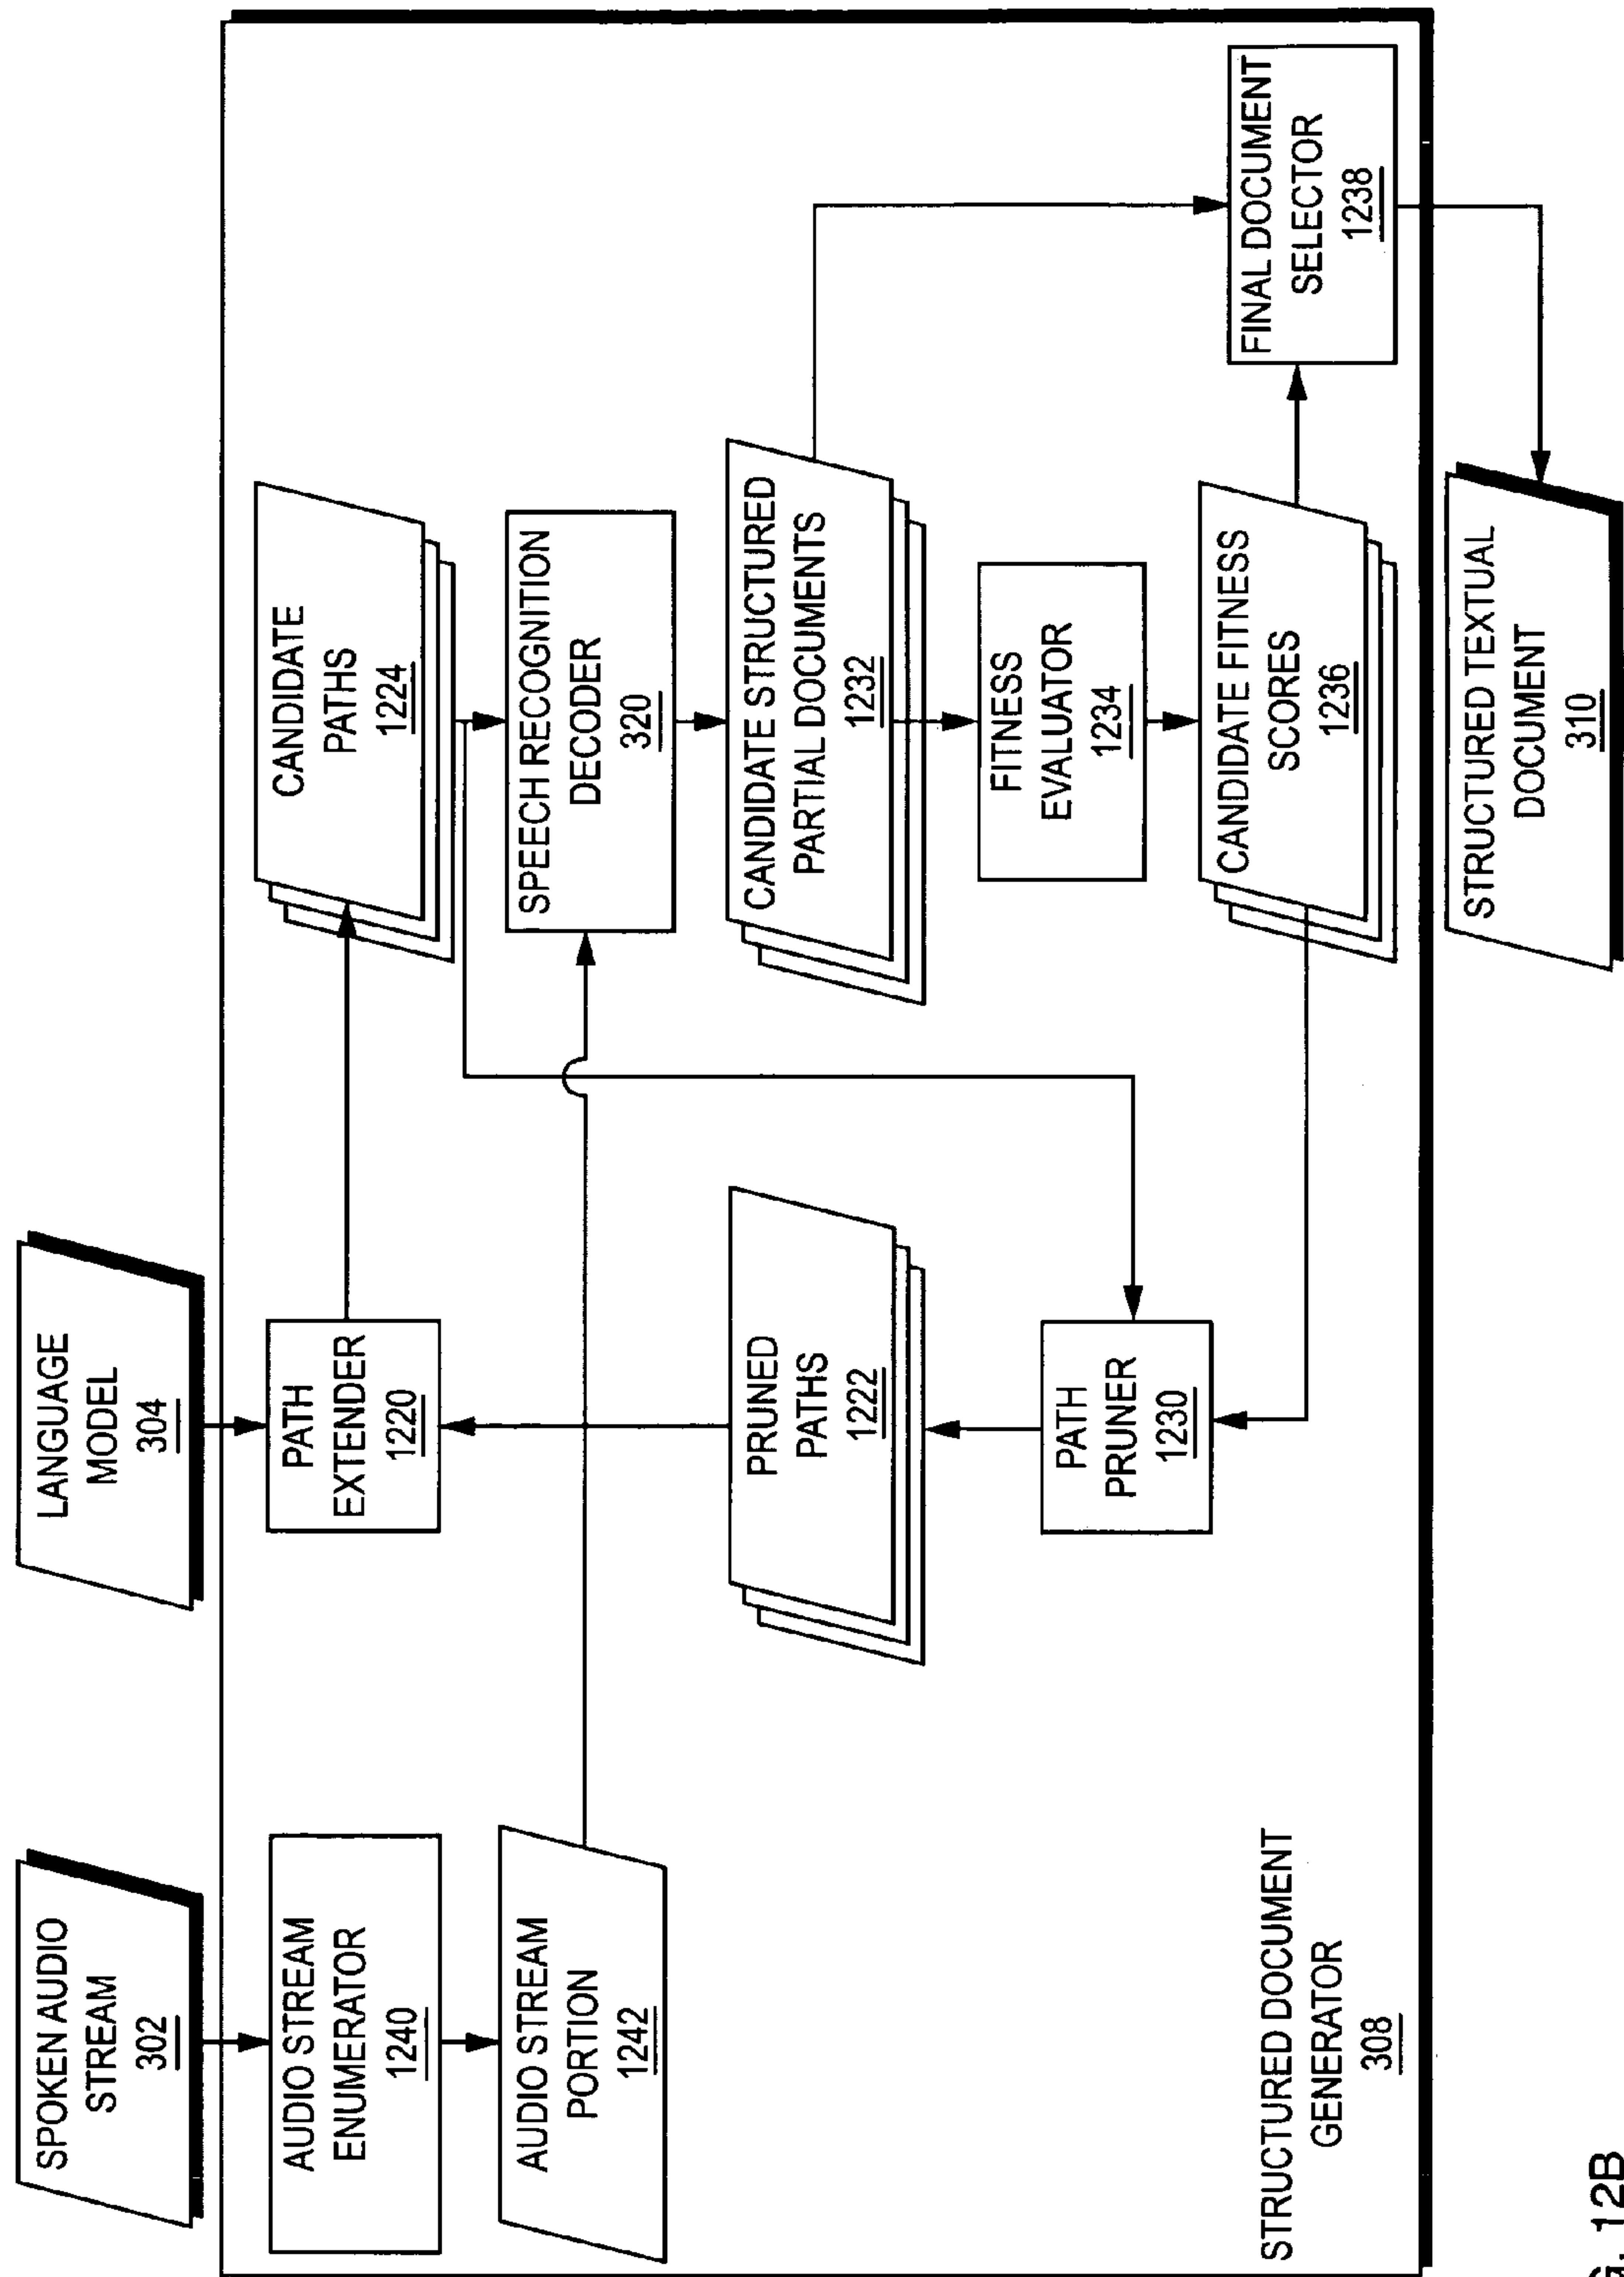 SPOKEN AUDIO
STREAM
302
LANGUAGE
MODEL
304
AUDIO STREAM
ENUMERATOR
1240
PATH
EXTENDER
1220
CANDIDATE
PATHS
1224
AUDIO STREAM
PORTION
1242
SPEECH RECOGNITION
DECODER
320
PRUNED
PATHS
1222
CANDIDATE STRUCTURED
PARTIAL DOCUMENTS
1232
PATH
PRUNER
1230
FITNESS
EVALUATOR
1234
CANDIDATE FITNESS
SCORES
1236
FINAL DOCUMENT
SELECTOR
1238
STRUCTURED DOCUMENT
GENERATOR
308
STRUCTURED TEXTUAL
DOCUMENT
310
G. 12B